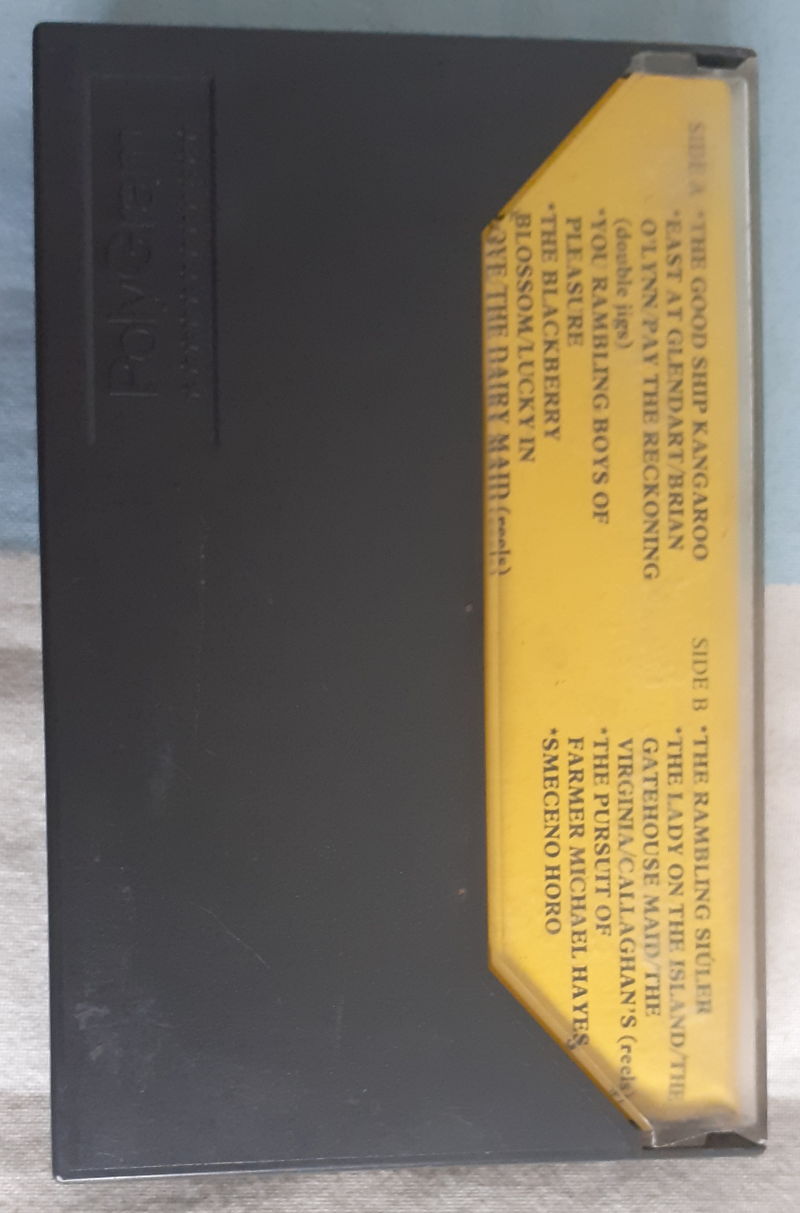 PolyGram
SIDE A *THE GOOD SHIP KANGAROO
*EAST AT GLENDART/BRIAN
O'LYNN/PAY THE RECKONING
(double jigs)
*YOU RAMBLING BOYS OF
PLEASURE
*THE BLACKBERRY
BLOSSOM/LUCKY IN
LOVE/THE DAIRY MAID (reels)
SIDE B *THE RAMBLING SIÚLER
*THE LADY ON THE ISLAND/THE
GATEHOUSE MAID/THE
VIRGINIA/CALLAGHAN'S (reels)
*THE PURSUIT OF
FARMER MICHAEL HAYES
*SMECENO HORO